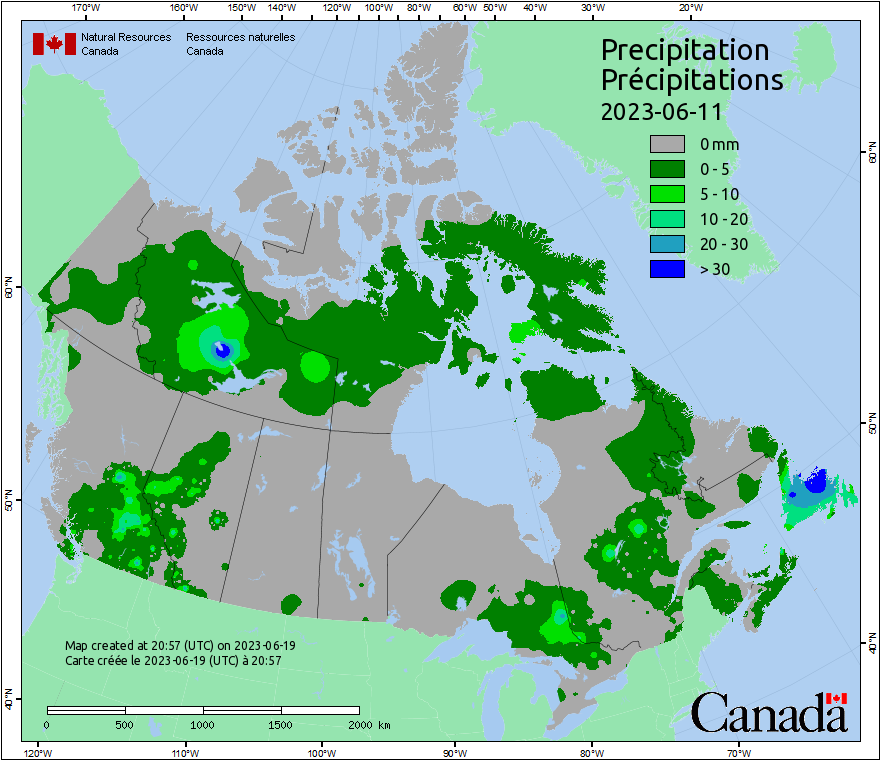 170°W 160°W 150°W 140°W 130°W 120°W 110°W 100°W 90°W 80°W 60°W 50°W 40°W 30°W 20°W
Natural Resources Ressources naturelles
Canada Canada
Precipitation
Précipitations
2023-06-11
0 mm
0 - 5
5 - 10
10 - 20
20 - 30
> 30
60°N
50°N
40°N
60°N
50°N
40°N
Map created at 20:57 (UTC) on 2023-06-19
Carte créée le 2023-06-19 (UTC) à 20:57
0 500 1000 1500 2000 km
Canada
120°W 110°W 100°W 90°W 80°W 70°W